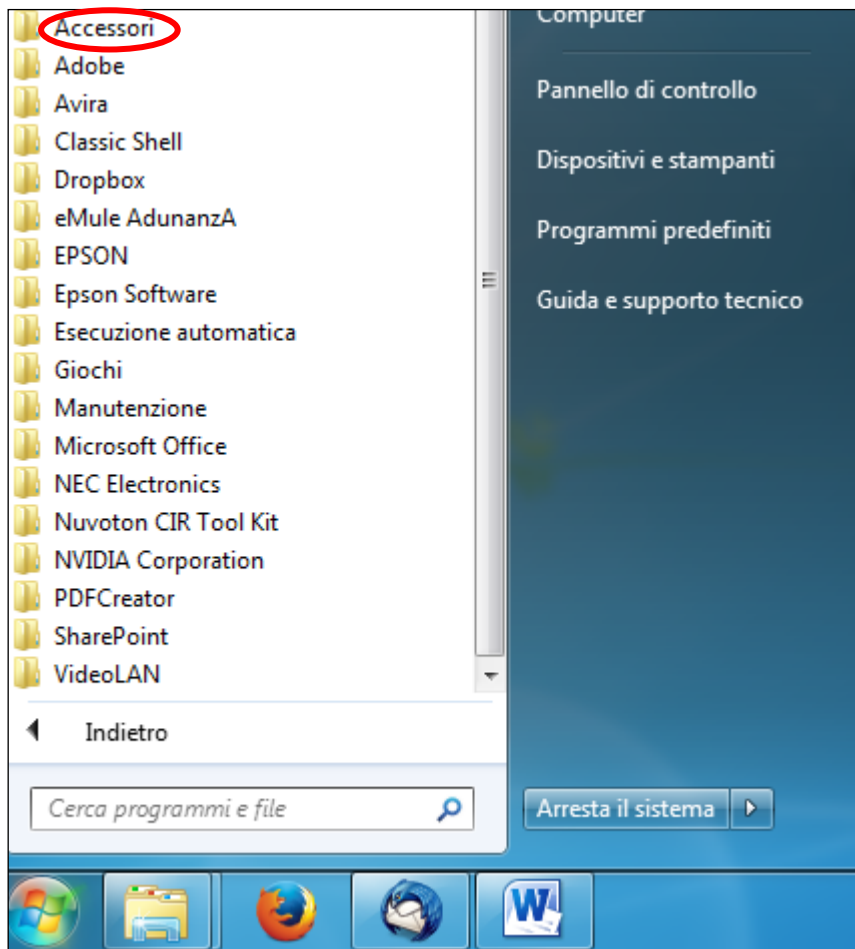 Accessori
Adobe
Avira
Classic Shell
Dropbox
eMule AdunanzA
EPSON
Epson Software
Esecuzione automatica
Giochi
Manutenzione
Microsoft Office
NEC Electronics
Nuvoton CIR Tool Kit
NVIDIA Corporation
PDFCreator
SharePoint
VideoLAN
Indietro
Cerca programmi e file
Computer
Pannello di controllo
Dispositivi e stampanti
Programmi predefiniti
Guida e supporto tecnico
Arresta il sistema
W